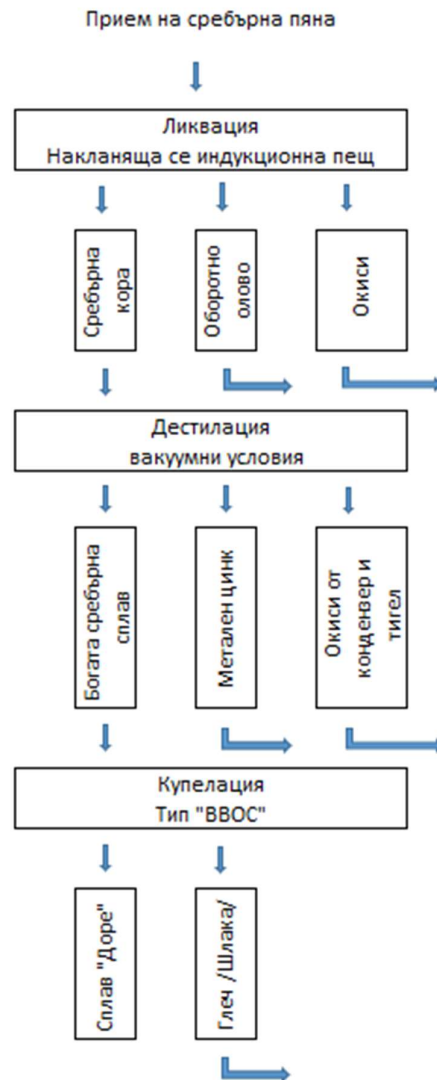 Прием на сребърна пяна
Ликвация
Накланяща се индукционна пещ
Сребърна
кора
Оборотно
олово
Окиси
Дестилация
вакуумни условия
Богата сребърна
сплав
Метален цинк
Окиси от
кондензер и
тигел
Купелация
Тип "ВВОС"
Сплав "Доре"
Глеч /Шлака/